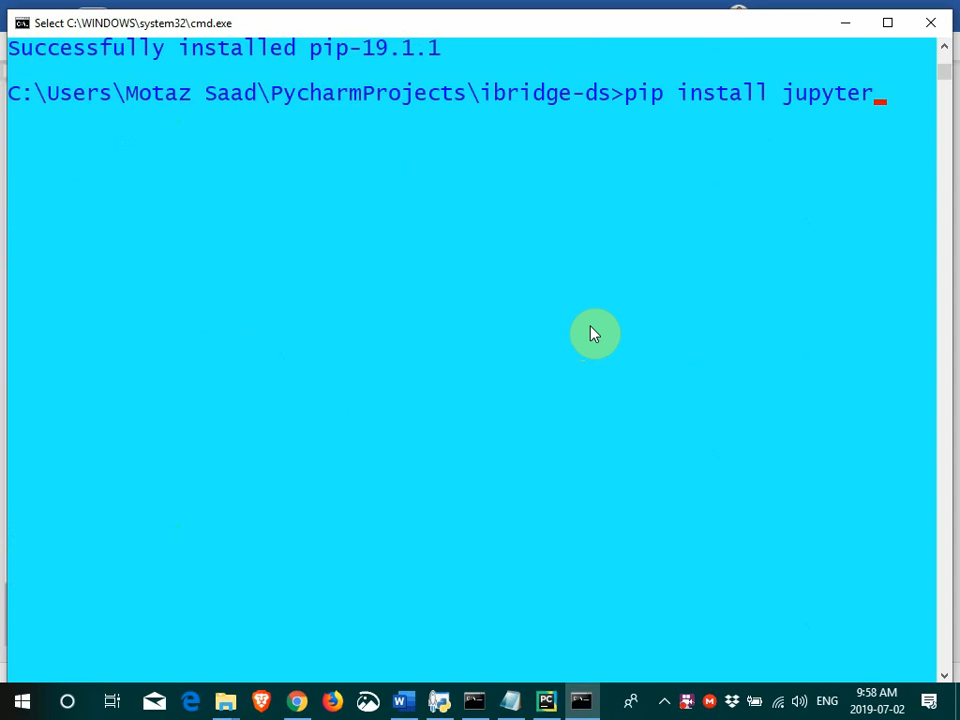 Select C:\WINDOWS\system32\cmd.exe
Successfully installed pip-19.1.1
C:\Users\Motaz Saad\PycharmProjects\ibridge-ds>pip install jupyter
ENG
9:58 AM
2019-07-02